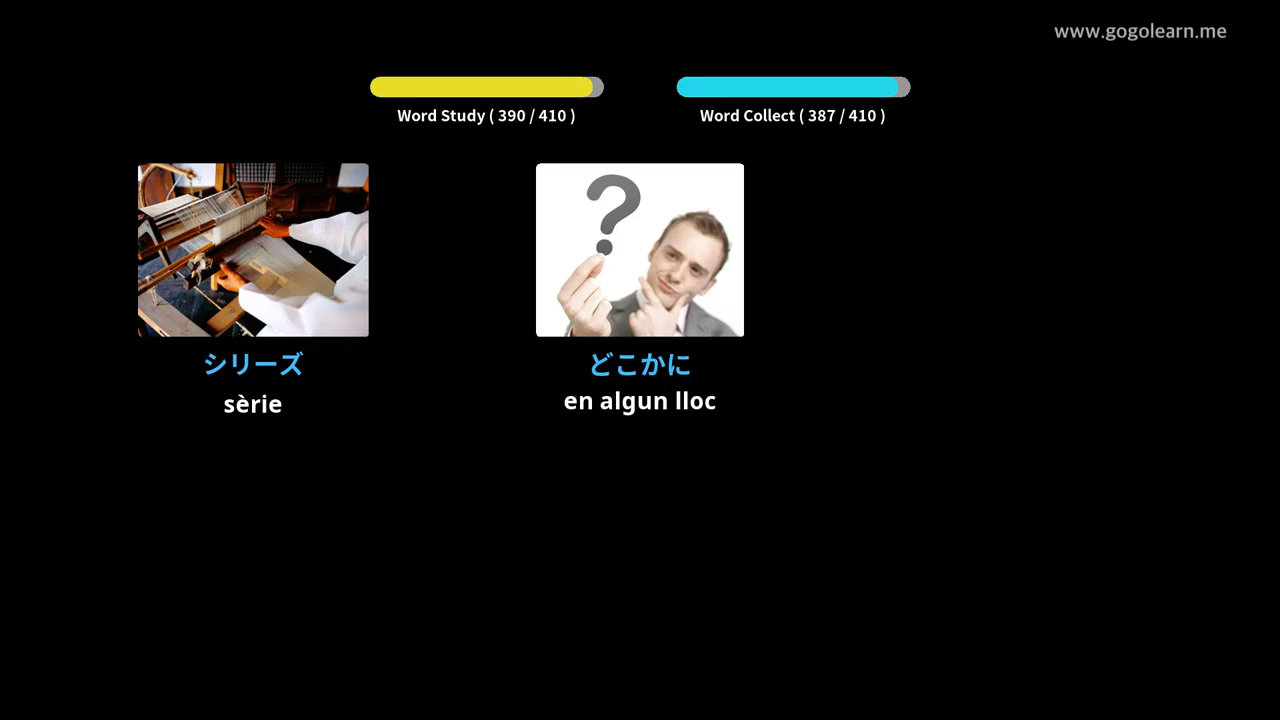 www.gogolearn.me
Word Study ( 390 / 410 )
Word Collect ( 387 / 410 )
シリーズ
sèrie
どこかに
en algun lloc